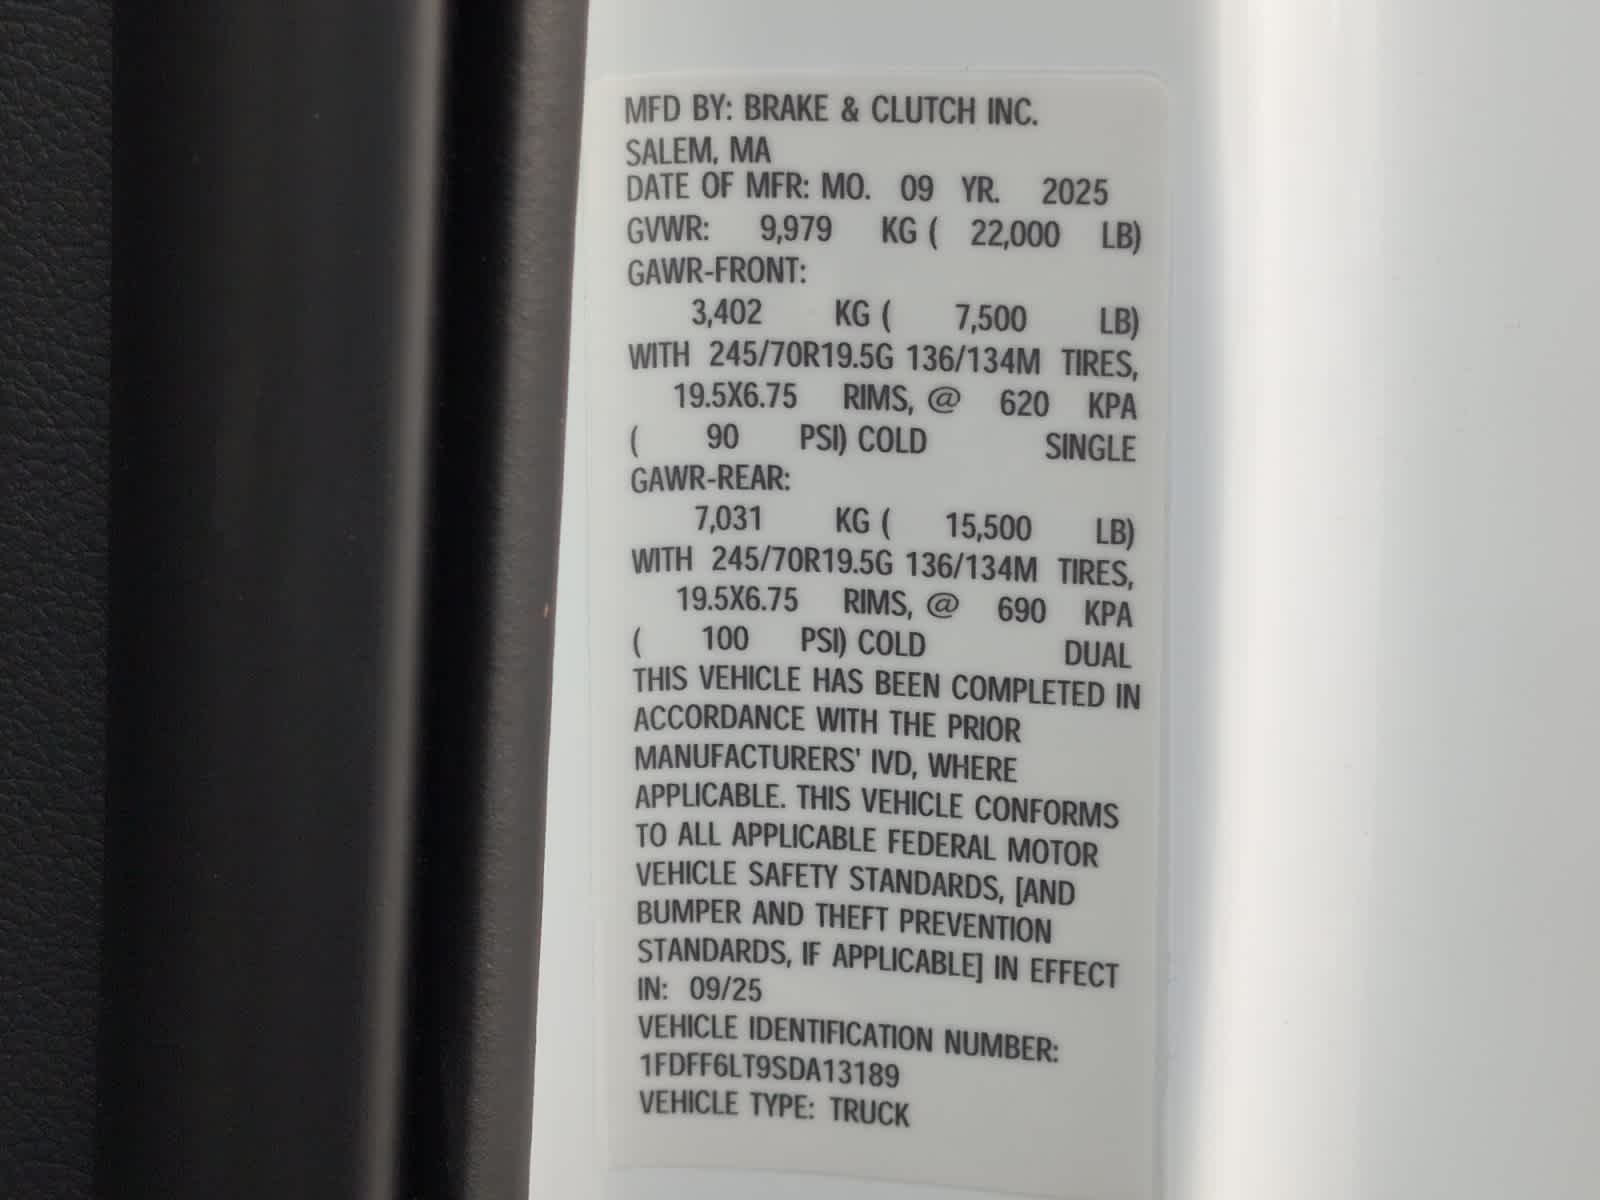 MFD BY: BRAKE & CLUTCH INC.
SALEM, MA
DATE OF MFR: MO. 09 YR. 2025
GVWR: 9,979 KG ( 22,000 LB)
GAWR-FRONT:
3,402 KG ( 7,500 LB)
WITH 245/70R19.5G 136/134M TIRES,
19.5X6.75 RIMS, @ 620 KPA
( 90 PSI) COLD SINGLE
GAWR-REAR:
7,031 KG ( 15,500 LB)
WITH 245/70R19.5G 136/134M TIRES,
19.5X6.75 RIMS, @ 690 KPA
( 100 PSI) COLD DUAL
THIS VEHICLE HAS BEEN COMPLETED IN
ACCORDANCE WITH THE PRIOR
MANUFACTURERS' IVD, WHERE
APPLICABLE. THIS VEHICLE CONFORMS
TO ALL APPLICABLE FEDERAL MOTOR
VEHICLE SAFETY STANDARDS, [AND
BUMPER AND THEFT PREVENTION
STANDARDS, IF APPLICABLE] IN EFFECT
IN: 09/25
VEHICLE IDENTIFICATION NUMBER:
1FDFF6LT9SDA13189
VEHICLE TYPE: TRUCK